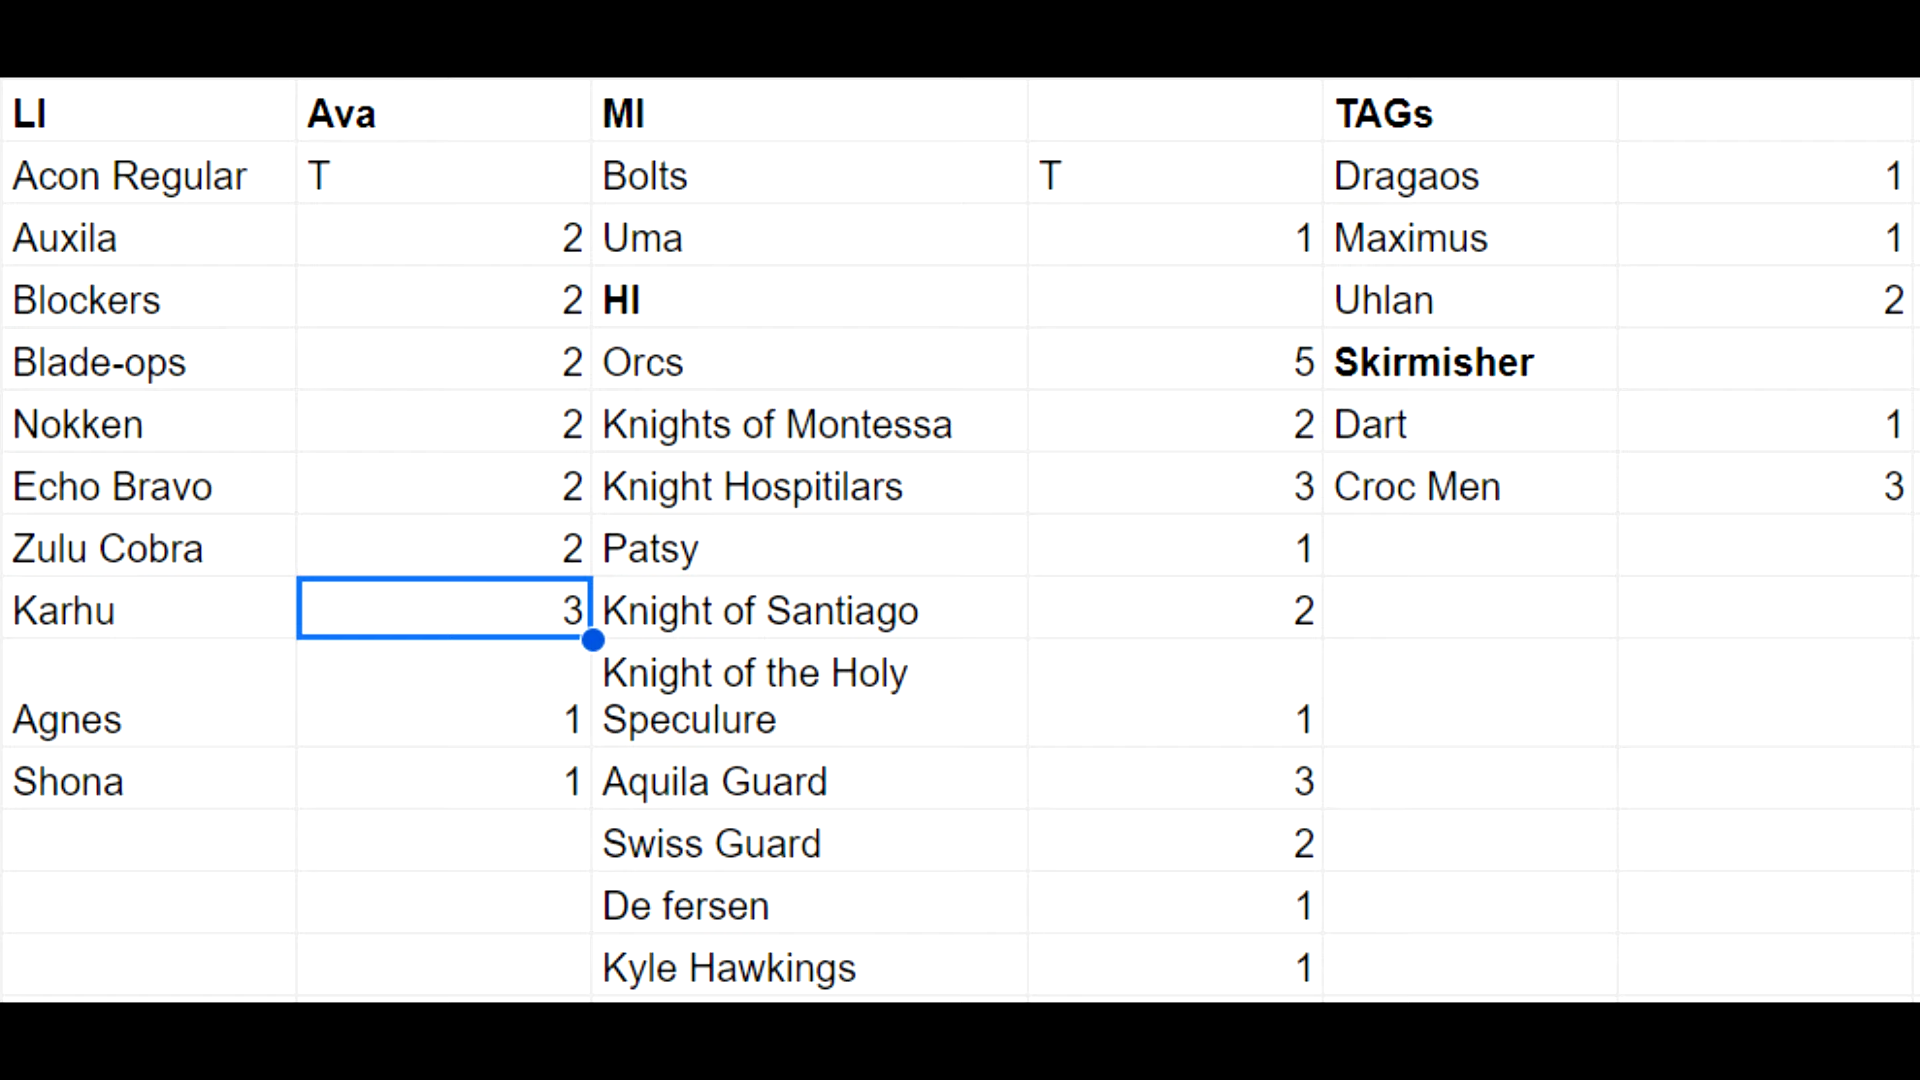 LI Ava MI TAGs
Acon Regular T Bolts T Dragaos 1
Auxila 2 Uma 1 Maximus 1
Blockers 2 HI Uhlan 2
Blade-ops 2 Orcs 5 Skirmisher
Nokken 2 Knights of Montessa 2 Dart 1
Echo Bravo 2 Knight Hospitilars 3 Croc Men 3
Zulu Cobra 2 Patsy 1
Karhu 3 Knight of Santiago 2
Knight of the Holy
Agnes 1 Speculure 1
Shona 1 Aquila Guard 3
Swiss Guard 2
De fersen 1
Kyle Hawkings 1